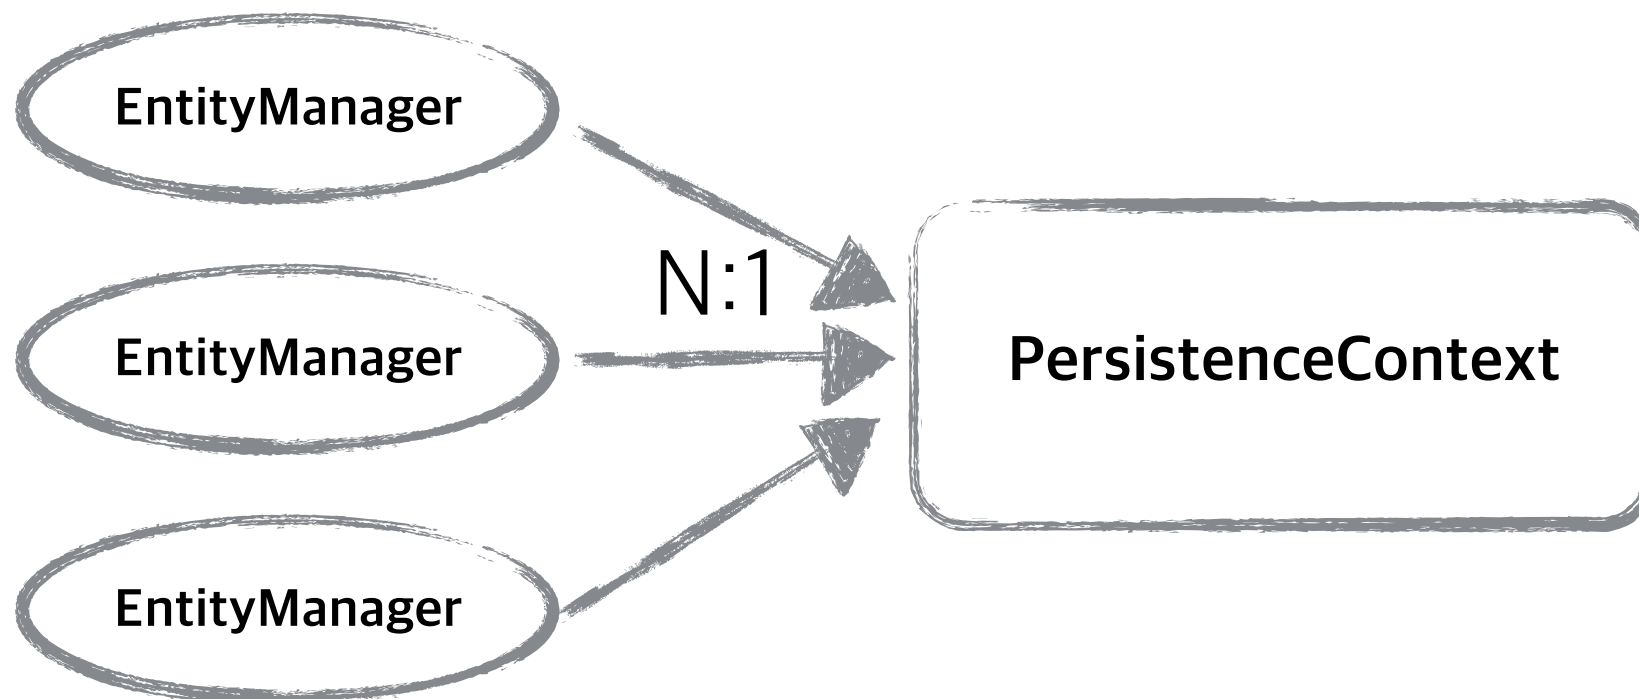 EntityManager
N:1
EntityManager
PersistenceContext
EntityManager